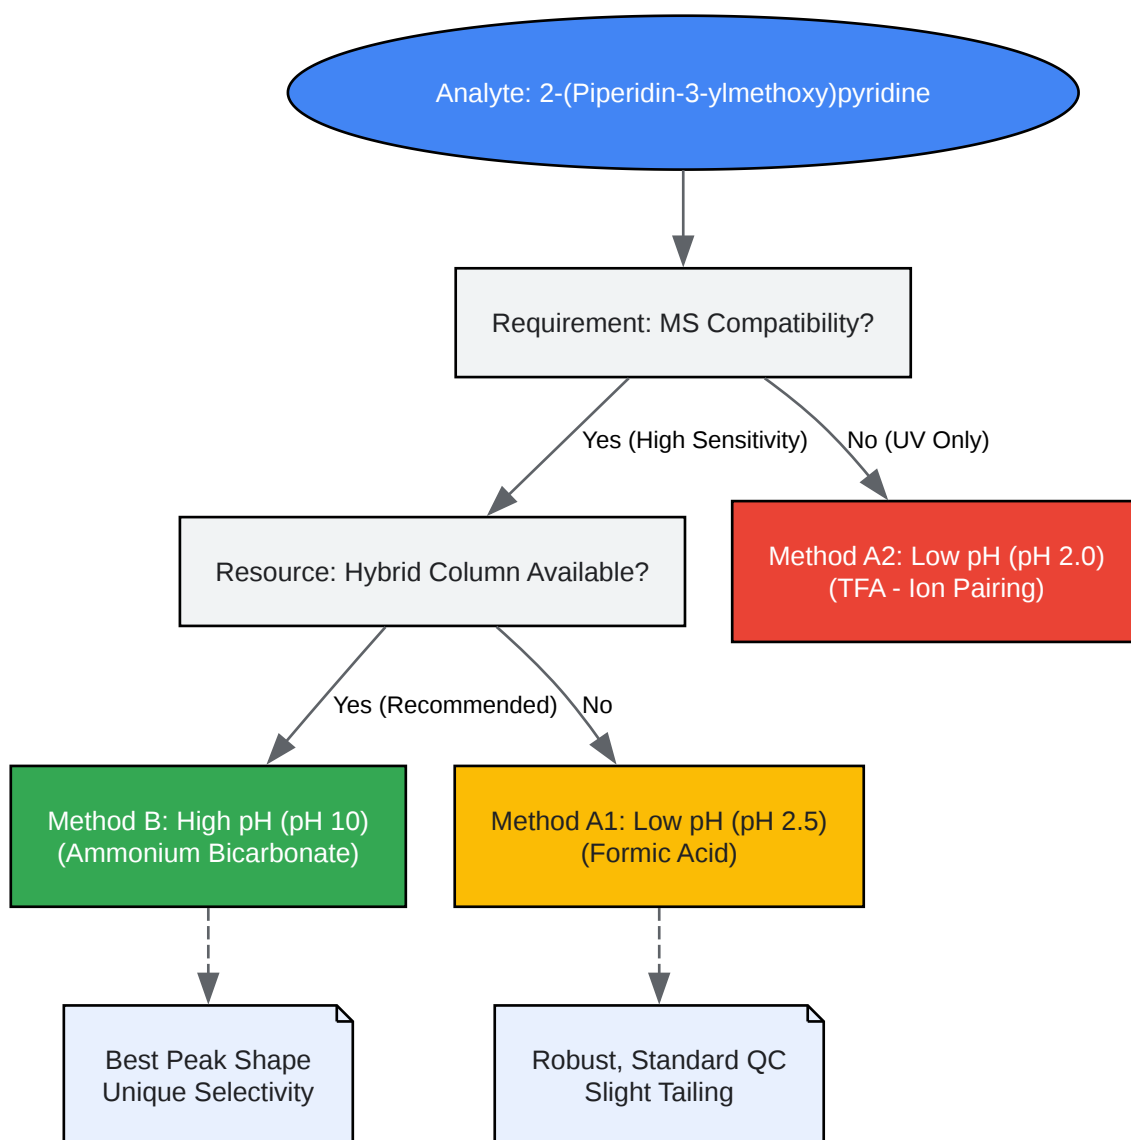 Analyte: 2-(Piperidin-3-ylmethoxy)pyridine
Requirement: MS Compatibility?
Yes (High Sensitivity)
No (UV Only)
Resource: Hybrid Column Available?
Method A2: Low pH (pH 2.0)
(TFA - Ion Pairing)
Yes (Recommended)
No
Method B: High pH (pH 10)
(Ammonium Bicarbonate)
Method A1: Low pH (pH 2.5)
(Formic Acid)
Best Peak Shape
Unique Selectivity
Robust, Standard QC
Slight Tailing